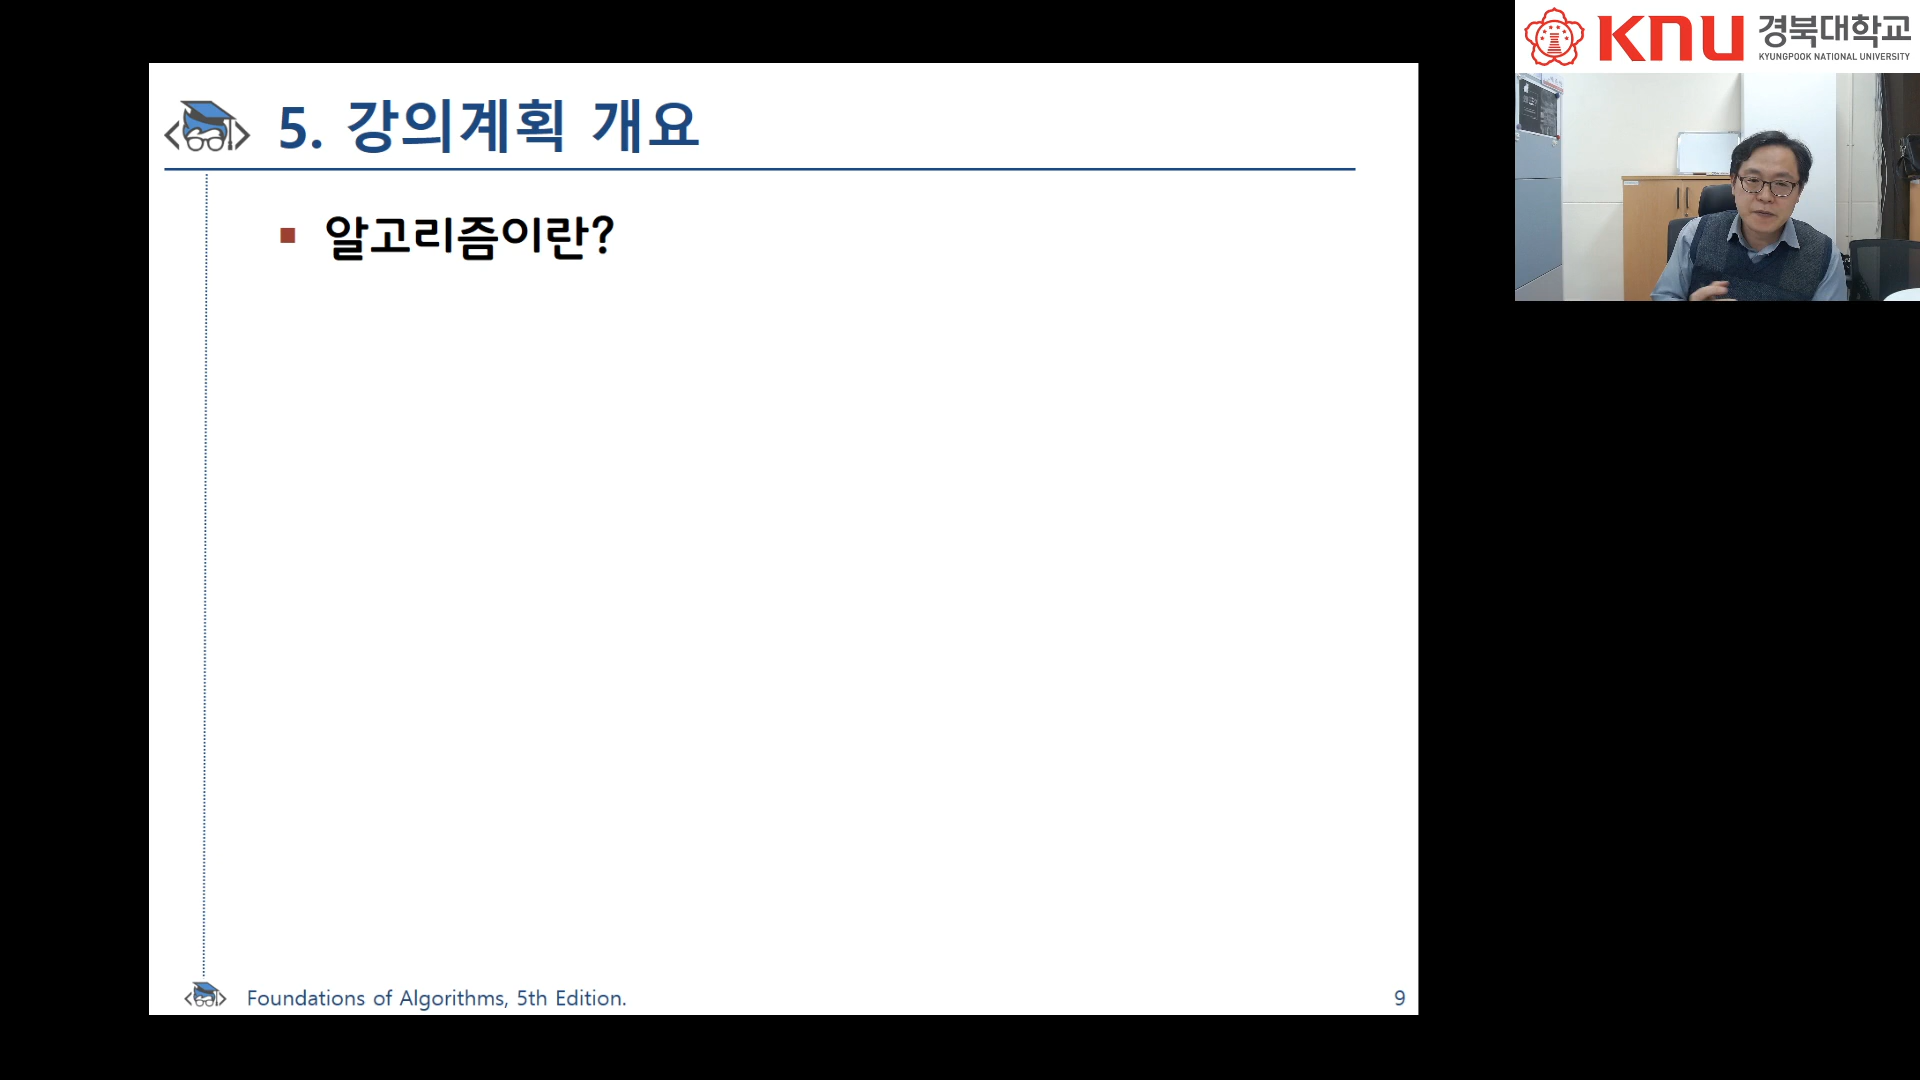 KNU 경북대학교
KYUNGPOOK NATIONAL UNIVERSITY
5. 강의계획 개요
▪ 알고리즘이란?
Foundations of Algorithms, 5th Edition.
9